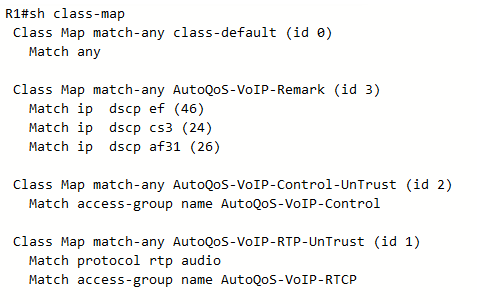 R1#sh class-map
 Class Map match-any class-default (id 0)
   Match any

 Class Map match-any AutoQoS-VoIP-Remark (id 3)
   Match ip  dscp ef (46)
   Match ip  dscp cs3 (24)
   Match ip  dscp af31 (26)

 Class Map match-any AutoQoS-VoIP-Control-UnTrust (id 2)
   Match access-group name AutoQoS-VoIP-Control

 Class Map match-any AutoQoS-VoIP-RTP-UnTrust (id 1)
   Match protocol rtp audio
   Match access-group name AutoQoS-VoIP-RTCP